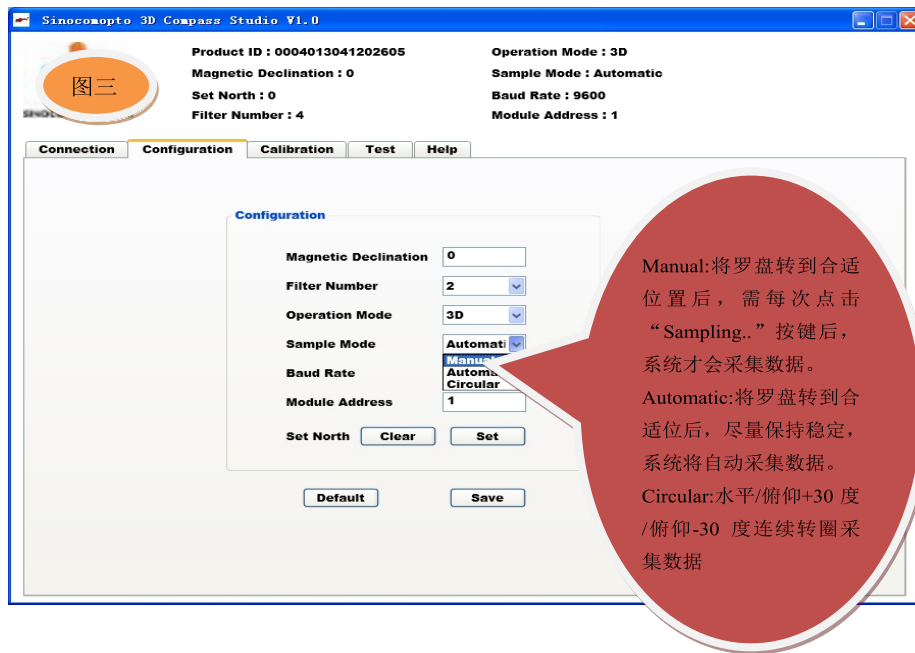 Sinocomopto 3D Compass Studio V1.0
图三
Product ID : 0004013041202605
Magnetic Declination : 0
Set North : 0
Filter Number : 4
Operation Mode : 3D
Sample Mode : Automatic
Baud Rate : 9600
Module Address : 1
Connection
Configuration
Calibration
Test
Help
Configuration
Magnetic Declination 0
Filter Number 2
Operation Mode 3D
Sample Mode Automati
Manual
Baud Rate
Circular
Module Address 1
Set North Clear Set
Default Save
Manual:将罗盘转到合适
位置后，需每次点击
“Sampling..”按键后，
系统才会采集数据。
Automatic:将罗盘转到合
适位后，尽量保持稳定，
系统将自动采集数据。
Circular:水平/俯仰+30 度
/俯仰-30 度连续转圈采
集数据